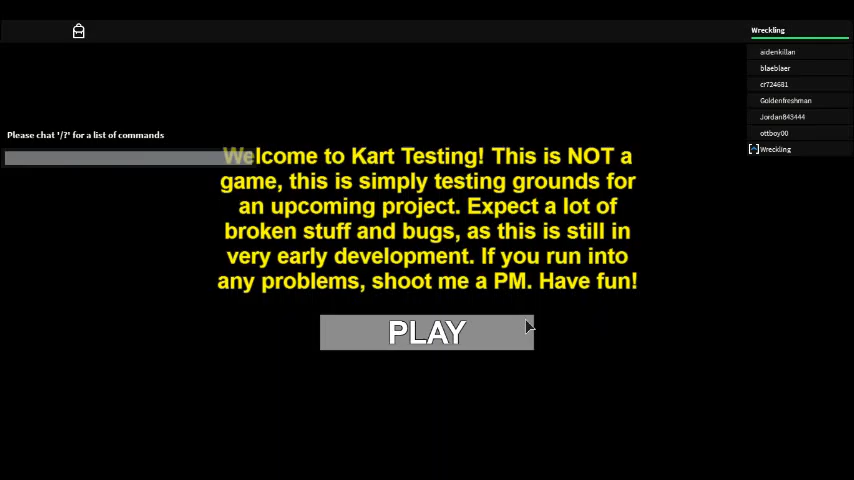 Wreckling
aidenkillan
blaeblaer
cr724681
Goldenfreshman
Jordan843444
ottboy00
Wreckling
Please chat '/?' for a list of commands
Welcome to Kart Testing! This is NOT a
game, this is simply testing grounds for
an upcoming project. Expect a lot of
broken stuff and bugs, as this is still in
very early development. If you run into
any problems, shoot me a PM. Have fun!
PLAY